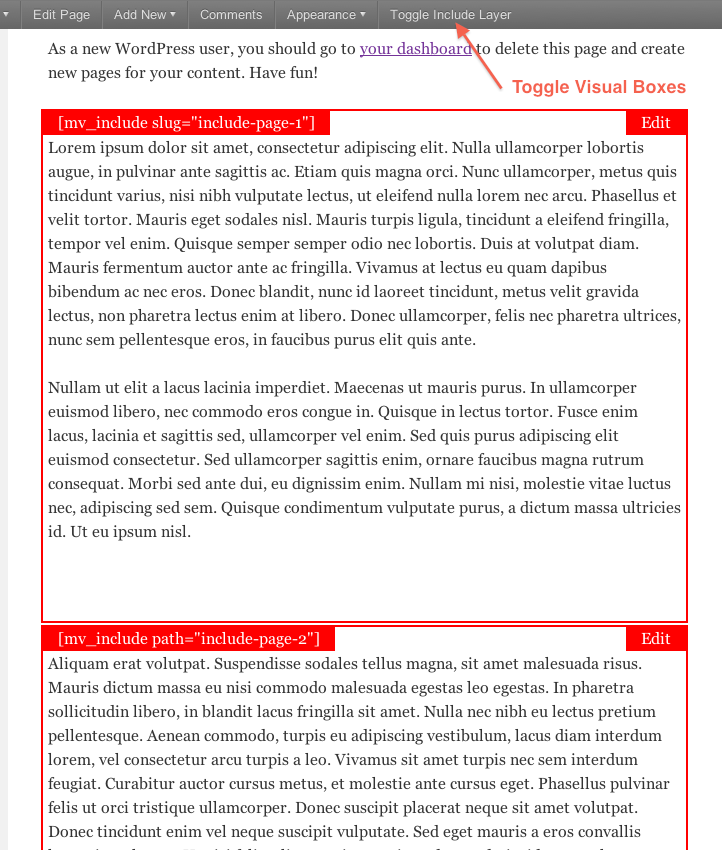 Edit Page Add New Comments Appearance Toggle Include Layer
As a new WordPress user, you should go to your dashboard to delete this page and create
new pages for your content. Have fun!
Toggle Visual Boxes
[mv_include slug="include-page-1"] Edit
Lorem ipsum dolor sit amet, consectetur adipiscing elit. Nulla ullamcorper lobortis
augue, in pulvinar ante sagittis ac. Etiam quis magna orci. Nunc ullamcorper, metus quis
tincidunt varius, nisi nibh vulputate lectus, ut eleifend nulla lorem nec arcu. Phasellus et
velit tortor. Mauris eget sodales nisl. Mauris turpis ligula, tincidunt a eleifend fringilla,
tempor vel enim. Quisque semper semper odio nec lobortis. Duis at volutpat diam.
Mauris fermentum auctor ante ac fringilla. Vivamus at lectus eu quam dapibus
bibendum ac nec eros. Donec blandit, nunc id laoreet tincidunt, metus velit gravida
lectus, non pharetra lectus enim at libero. Donec ullamcorper, felis nec pharetra ultrices,
nunc sem pellentesque eros, in faucibus purus elit quis ante.
Nullam ut elit a lacus lacinia imperdiet. Maecenas ut mauris purus. In ullamcorper
euismod libero, nec commodo eros congue in. Quisque in lectus tortor. Fusce enim
lacus, lacinia et sagittis sed, ullamcorper vel enim. Sed quis purus adipiscing elit
euismod consectetur. Sed ullamcorper sagittis enim, ornare faucibus magna rutrum
consequat. Morbi sed ante dui, eu dignissim enim. Nullam mi nisi, molestie vitae luctus
nec, adipiscing sed sem. Quisque condimentum vulputate purus, a dictum massa ultricies
id. Ut eu ipsum nisl.
[mv_include path="include-page-2"] Edit
Aliquam erat volutpat. Suspendisse sodales tellus magna, sit amet malesuada risus.
Mauris dictum massa eu nisi commodo malesuada egestas leo egestas. In pharetra
sollicitudin libero, in blandit lacus fringilla sit amet. Nulla nec nibh eu lectus pretium
pellentesque. Aenean commodo, turpis eu adipiscing vestibulum, lacus diam interdum
lorem, vel consectetur arcu turpis a leo. Vivamus sit amet turpis nec sem interdum
feugiat. Curabitur auctor cursus metus, et molestie ante cursus eget. Phasellus pulvinar
felis ut orci tristique ullamcorper. Donec suscipit placerat neque sit amet volutpat.
Donec tincidunt enim vel neque suscipit vulputate. Sed eget mauris a eros convallis